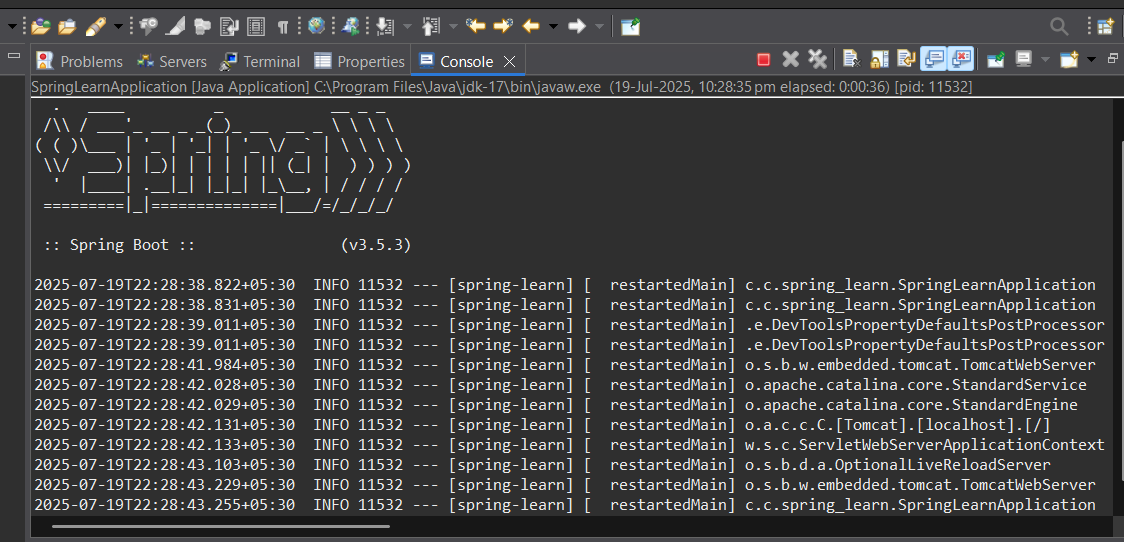 Problems Servers Terminal Properties Console
SpringLearnApplication [Java Application] C:\Program Files\Java\jdk-17\bin\javaw.exe (19-Jul-2025, 10:28:35 pm elapsed: 0:00:36) [pid: 11532]
  .   ____          _            __ _ _
 /\\ / ___'_ __ _ _(_)_ __  __ _ \ \ \ \
( ( )\___ | '_ | '_| | '_ \/ _` | \ \ \ \
 \\/  ___)| |_)| | | | | || (_| |  ) ) ) )
  '  |____| .__|_| |_|_| |_\__, | / / / /
 =========|_|==============|___/=/_/_/_/
 :: Spring Boot ::                (v3.5.3)
2025-07-19T22:28:38.822+05:30  INFO 11532 --- [spring-learn] [  restartedMain] c.c.spring_learn.SpringLearnApplication
2025-07-19T22:28:38.831+05:30  INFO 11532 --- [spring-learn] [  restartedMain] c.c.spring_learn.SpringLearnApplication
2025-07-19T22:28:39.011+05:30  INFO 11532 --- [spring-learn] [  restartedMain] .e.DevToolsPropertyDefaultsPostProcessor
2025-07-19T22:28:39.011+05:30  INFO 11532 --- [spring-learn] [  restartedMain] .e.DevToolsPropertyDefaultsPostProcessor
2025-07-19T22:28:41.984+05:30  INFO 11532 --- [spring-learn] [  restartedMain] o.s.b.w.embedded.tomcat.TomcatWebServer
2025-07-19T22:28:42.028+05:30  INFO 11532 --- [spring-learn] [  restartedMain] o.apache.catalina.core.StandardService
2025-07-19T22:28:42.029+05:30  INFO 11532 --- [spring-learn] [  restartedMain] o.apache.catalina.core.StandardEngine
2025-07-19T22:28:42.131+05:30  INFO 11532 --- [spring-learn] [  restartedMain] o.a.c.c.C.[Tomcat].[localhost].[/]
2025-07-19T22:28:42.133+05:30  INFO 11532 --- [spring-learn] [  restartedMain] w.s.c.ServletWebServerApplicationContext
2025-07-19T22:28:43.103+05:30  INFO 11532 --- [spring-learn] [  restartedMain] o.s.b.d.a.OptionalLiveReloadServer
2025-07-19T22:28:43.229+05:30  INFO 11532 --- [spring-learn] [  restartedMain] o.s.b.w.embedded.tomcat.TomcatWebServer
2025-07-19T22:28:43.255+05:30  INFO 11532 --- [spring-learn] [  restartedMain] c.c.spring_learn.SpringLearnApplication